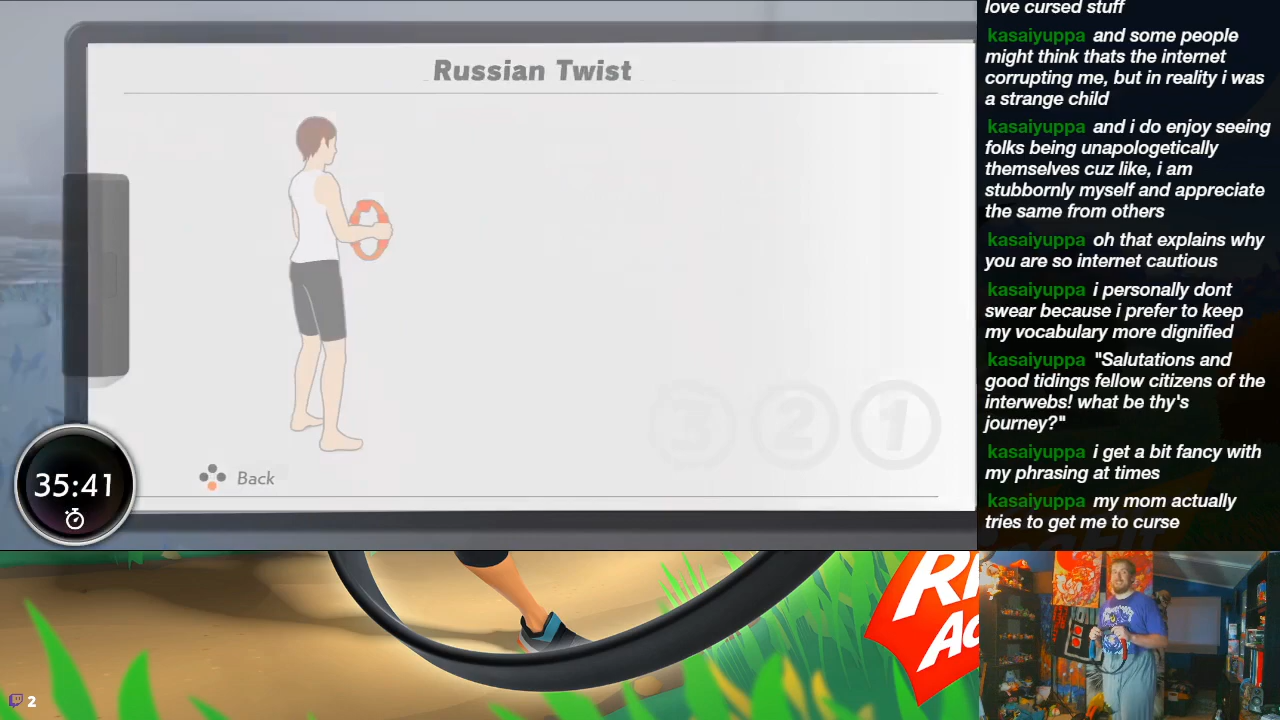 Russian Twist
3 2 1
Back
35:41
2
love cursed stuff
kasaiyuppa and some people
might think thats the internet
corrupting me, but in reality i was
a strange child
kasaiyuppa and i do enjoy seeing
folks being unapologetically
themselves cuz like, i am
stubbornly myself and appreciate
the same from others
kasaiyuppa oh that explains why
you are so internet cautious
kasaiyuppa i personally dont
swear because i prefer to keep
my vocabulary more dignified
kasaiyuppa "Salutations and
good tidings fellow citizens of the
interwebs! what be thy's
journey?"
kasaiyuppa i get a bit fancy with
my phrasing at times
kasaiyuppa my mom actually
tries to get me to curse